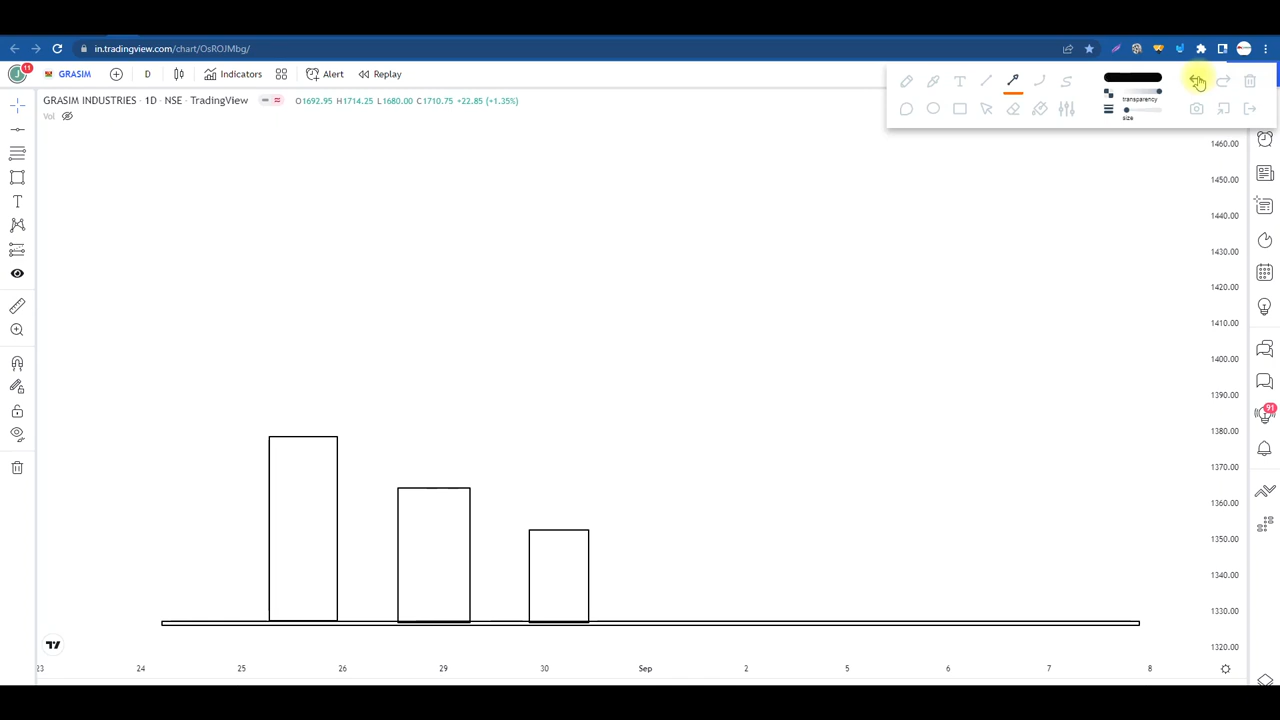 in.tradingview.com/chart/OsROJMbg/
J 11 GRASIM D Indicators Alert Replay
GRASIM INDUSTRIES · 1D · NSE · TradingView O1692.95 H1714.25 L1680.00 C1710.75 +22.85 (+1.35%)
Vol
transparency
size
1460.00
1450.00
1440.00
1430.00
1420.00
1410.00
1400.00
1390.00
91
1380.00
1370.00
1360.00
1350.00
1340.00
1330.00
1320.00
23 24 25 26 29 30 Sep 2 5 6 7 8